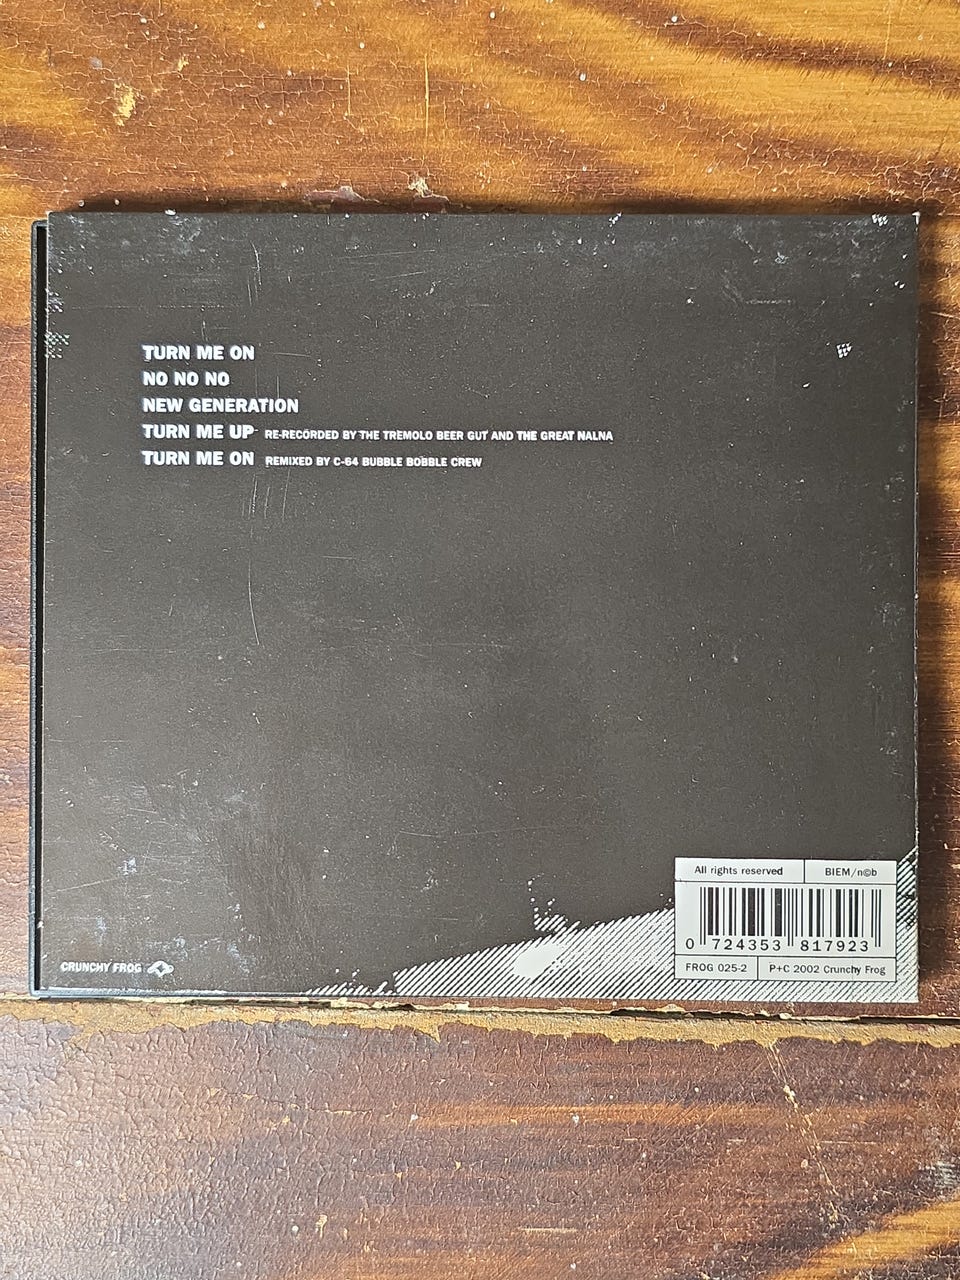 TURN ME ON
NO NO NO
NEW GENERATION
TURN ME UP RE-RECORDED BY THE TREMOLO BEER GUT AND THE GREAT NALNA
TURN ME ON REMIXED BY C-64 BUBBLE BOBBLE CREW
All rights reserved BIEM/n©b
0 724353 817923
FROG 025-2 P+C 2002 Crunchy Frog
CRUNCHY FROG